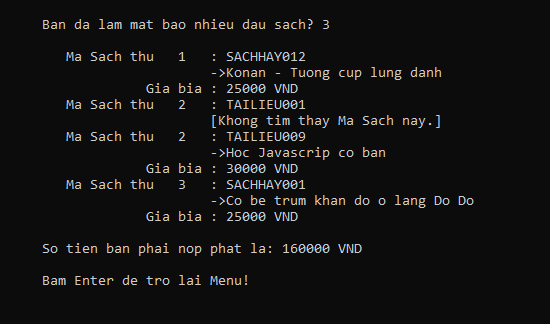 Ban da lam mat bao nhieu dau sach? 3
Ma Sach thu 1 : SACHHAY012
->Konan - Tuong cup lung danh
Gia bia : 25000 VND
Ma Sach thu 2 : TAILIEU001
[Khong tim thay Ma Sach nay.]
Ma Sach thu 2 : TAILIEU009
->Hoc Javascrip co ban
Gia bia : 30000 VND
Ma Sach thu 3 : SACHHAY001
->Co be trum khan do o lang Do Do
Gia bia : 25000 VND
So tien ban phai nop phat la: 160000 VND
Bam Enter de tro lai Menu!